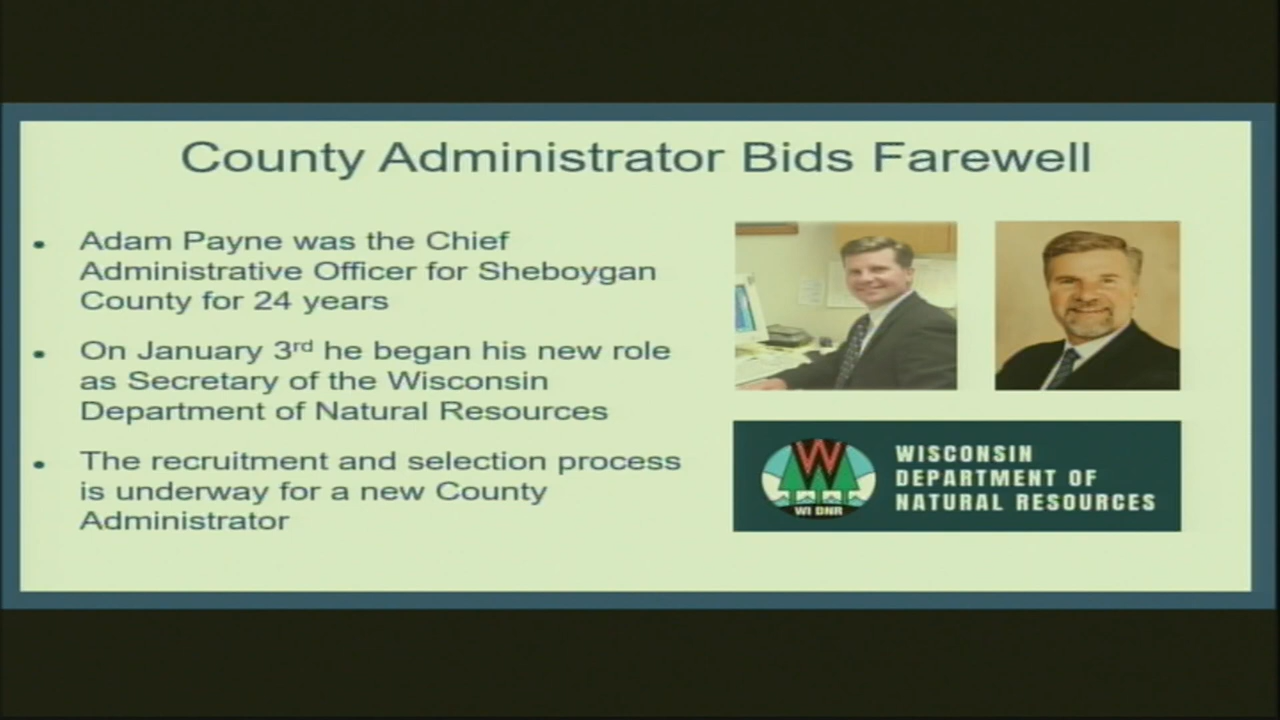 County Administrator Bids Farewell
• Adam Payne was the Chief
Administrative Officer for Sheboygan
County for 24 years
• On January 3rd he began his new role
as Secretary of the Wisconsin
Department of Natural Resources
• The recruitment and selection process
is underway for a new County
Administrator
WI DNR
WISCONSIN
DEPARTMENT OF
NATURAL RESOURCES